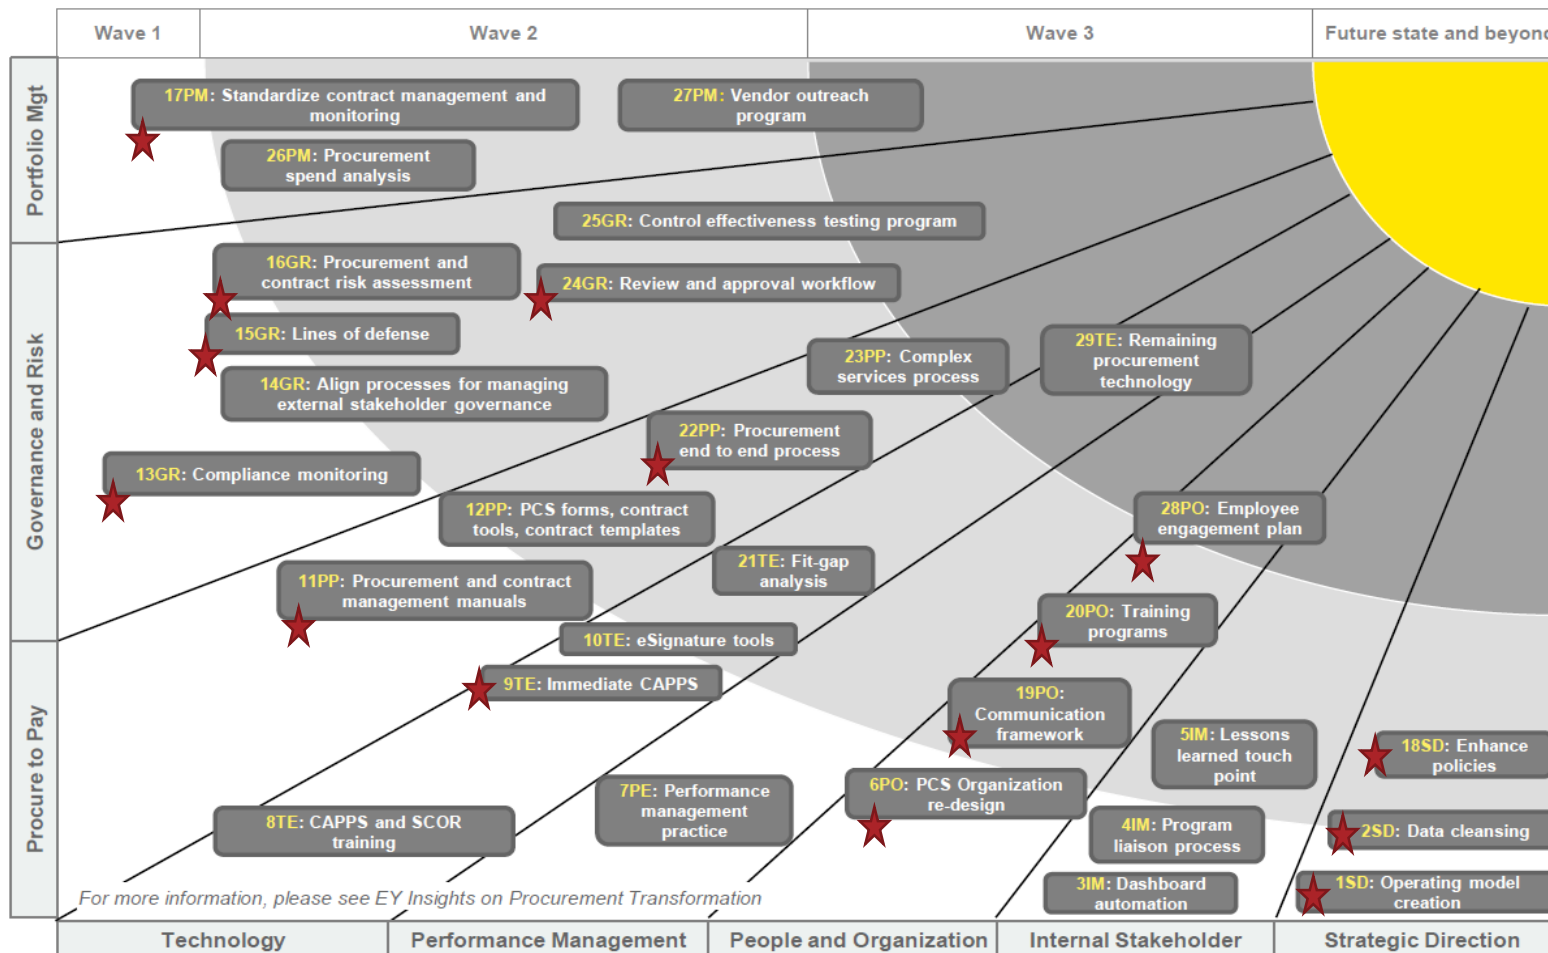 Wave 1
Wave 2
Wave 3
Future state and beyond
Portfolio Mgt
17PM: Standardize contract management and
monitoring
27PM: Vendor outreach
program
26PM: Procurement
spend analysis
25GR: Control effectiveness testing program
Governance and Risk
16GR: Procurement and
contract risk assessment
24GR: Review and approval workflow
15GR: Lines of defense
23PP: Complex
services process
29TE: Remaining
procurement
technology
14GR: Align processes for managing
external stakeholder governance
22PP: Procurement
end to end process
13GR: Compliance monitoring
12PP: PCS forms, contract
tools, contract templates
28PO: Employee
engagement plan
21TE: Fit-gap
analysis
11PP: Procurement and contract
management manuals
20PO: Training
programs
10TE: eSignature tools
Procure to Pay
9TE: Immediate CAPPS
19PO:
Communication
framework
5IM: Lessons
learned touch
point
18SD: Enhance
policies
6PO: PCS Organization
re-design
7PE: Performance
management
practice
8TE: CAPPS and SCOR
training
4IM: Program
liaison process
2SD: Data cleansing
3IM: Dashboard
automation
1SD: Operating model
creation
For more information, please see EY Insights on Procurement Transformation
Technology
Performance Management
People and Organization
Internal Stakeholder
Strategic Direction